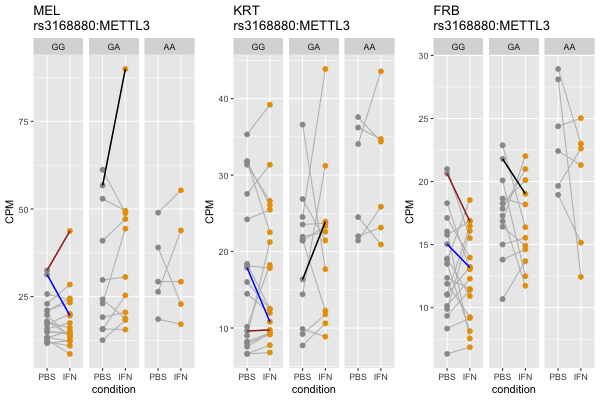 MEL
rs3168880:METTL3
GG GA AA
CPM
75
50
25
PBS IFN PBS IFN PBS IFN
condition
KRT
rs3168880:METTL3
GG GA AA
CPM
40
30
20
10
PBS IFN PBS IFN PBS IFN
condition
FRB
rs3168880:METTL3
GG GA AA
CPM
30
25
20
15
10
PBS IFN PBS IFN PBS IFN
condition